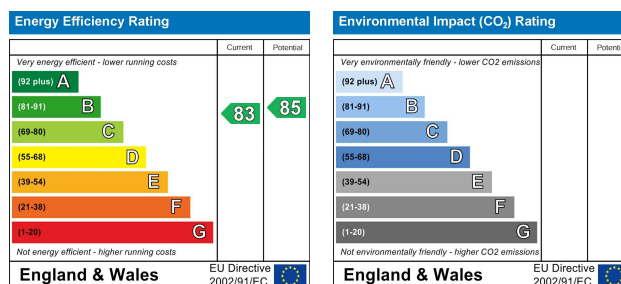 Energy Efficiency Rating
Current Potential
Very energy efficient - lower running costs
(92 plus) A
(81-91) B
83 85
(69-80) C
(55-68) D
(39-54) E
(21-38) F
(1-20) G
Not energy efficient - higher running costs
England & Wales
EU Directive
2002/91/EC
Environmental Impact (CO₂) Rating
Current
Very environmentally friendly - lower CO2 emissions
(92 plus) A
(81-91) B
(69-80) C
(55-68) D
(39-54) E
(21-38) F
(1-20) G
Not environmentally friendly - higher CO2 emissions
England & Wales
EU Directive
2002/91/EC